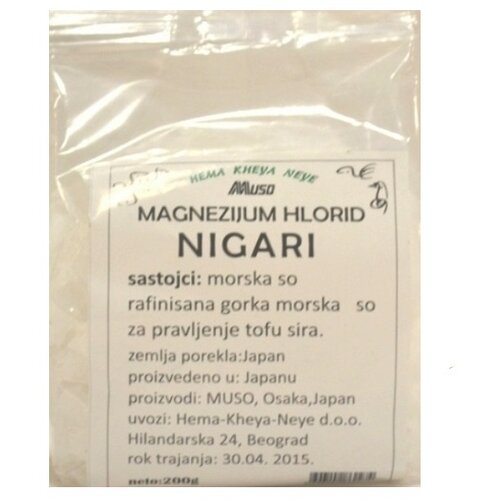 HEMA KHEYA NEYE
MUSO
MAGNEZIJUM HLORID
NIGARI
sastojci: morska so
rafinisana gorka morska so
za pravljenje tofu sira.
zemlja porekla:Japan
proizvedeno u: Japanu
proizvodi: MUSO, Osaka,Japan
uvozi: Hema-Kheya-Neye d.o.o.
Hilandarska 24, Beograd
rok trajanja: 30.04. 2015.
neto:200g